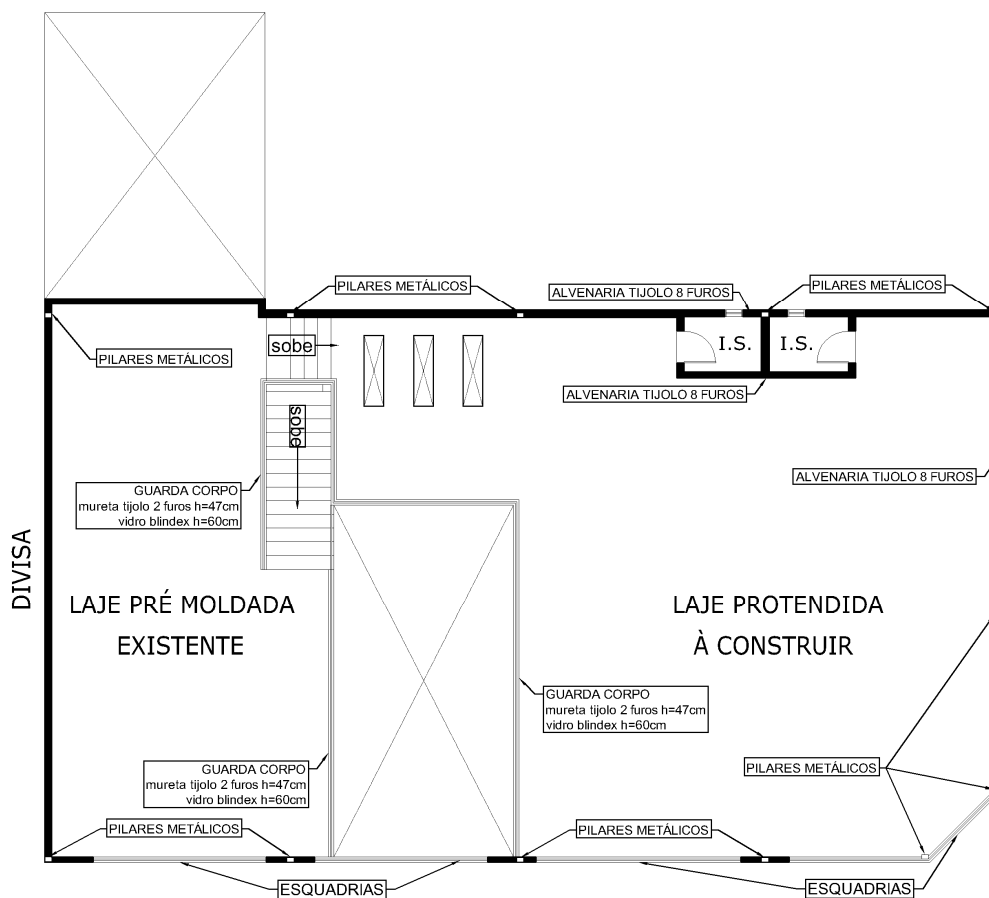 PILARES METÁLICOS
ALVENARIA TIJOLO 8 FUROS
PILARES METÁLICOS
sobe
I.S.
I.S.
PILARES METÁLICOS
ALVENARIA TIJOLO 8 FUROS
sobe
ALVENARIA TIJOLO 8 FUROS
GUARDA CORPO
mureta tijolo 2 furos h=47cm
vidro blindex h=60cm
DIVISA
LAJE PRÉ MOLDADA
EXISTENTE
LAJE PROTENDIDA
À CONSTRUIR
GUARDA CORPO
mureta tijolo 2 furos h=47cm
vidro blindex h=60cm
GUARDA CORPO
mureta tijolo 2 furos h=47cm
vidro blindex h=60cm
PILARES METÁLICOS
PILARES METÁLICOS
PILARES METÁLICOS
ESQUADRIAS
ESQUADRIAS